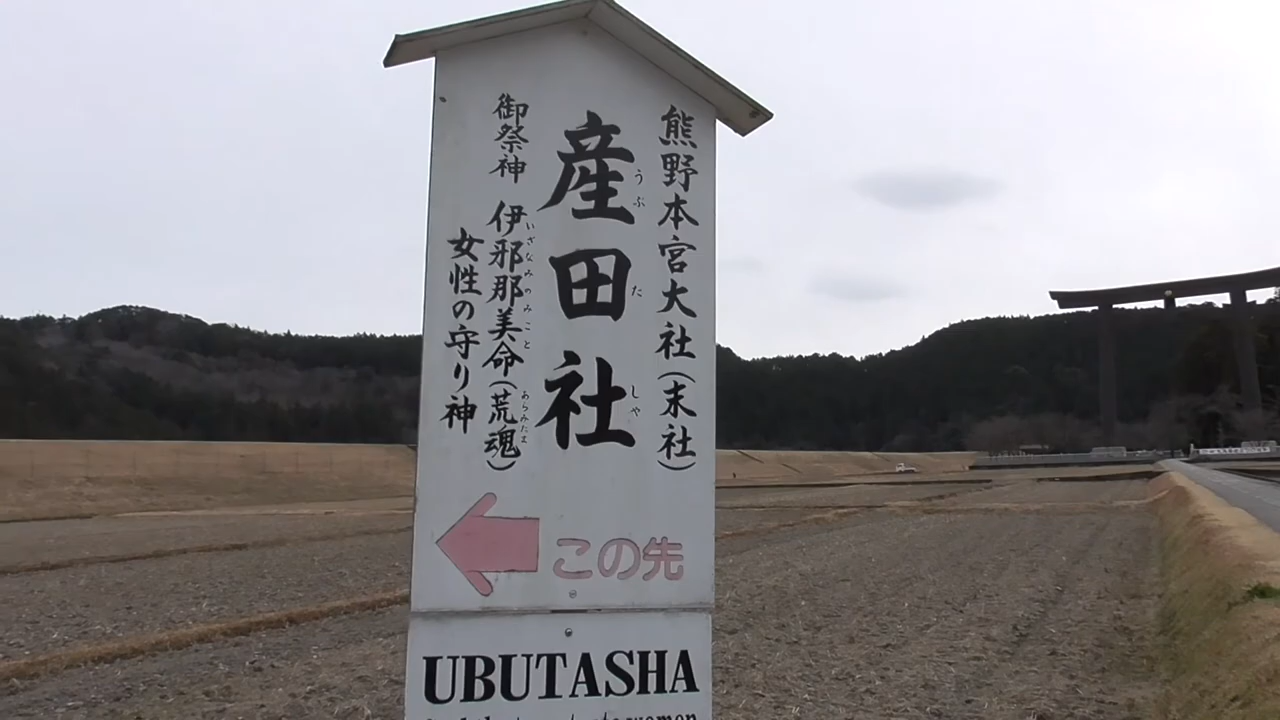 熊野本宮大社(末社)
産田社
うぶたしゃ
御祭神 伊邪那美命(荒魂)
いざなみのみこと あらみたま
女性の守り神
この先
UBUTASHA
women